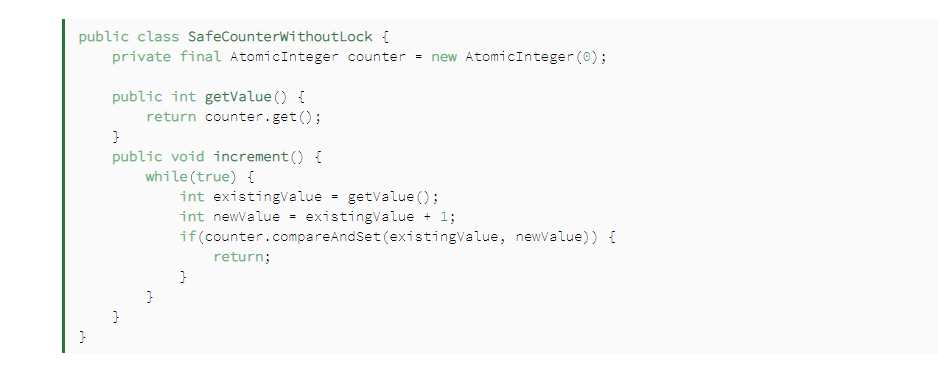 public class SafeCounterWithoutLock {
    private final AtomicInteger counter = new AtomicInteger(0);

    public int getValue() {
        return counter.get();
    }
    public void increment() {
        while(true) {
            int existingValue = getValue();
            int newValue = existingValue + 1;
            if(counter.compareAndSet(existingValue, newValue)) {
                return;
            }
        }
    }
}